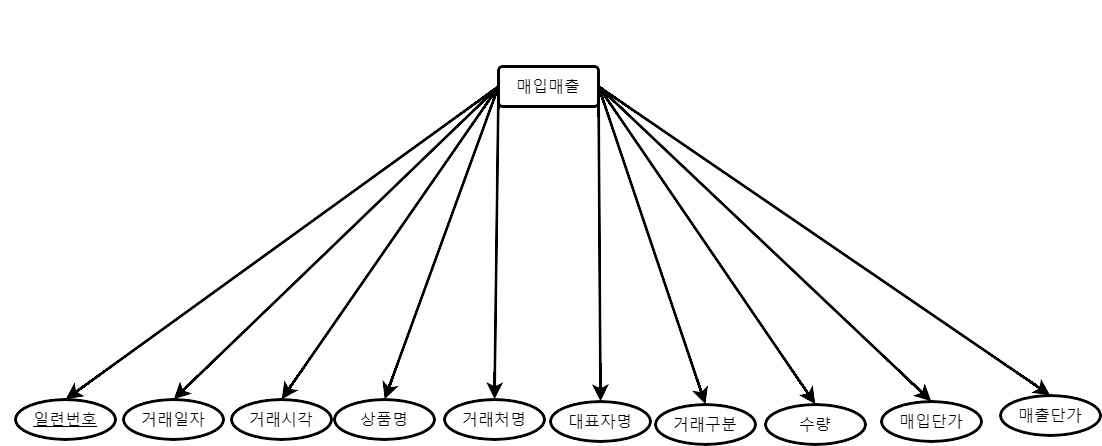 매입매출
일련번호
거래일자
거래시각
상품명
거래처명
대표자명
거래구분
수량
매입단가
매출단가